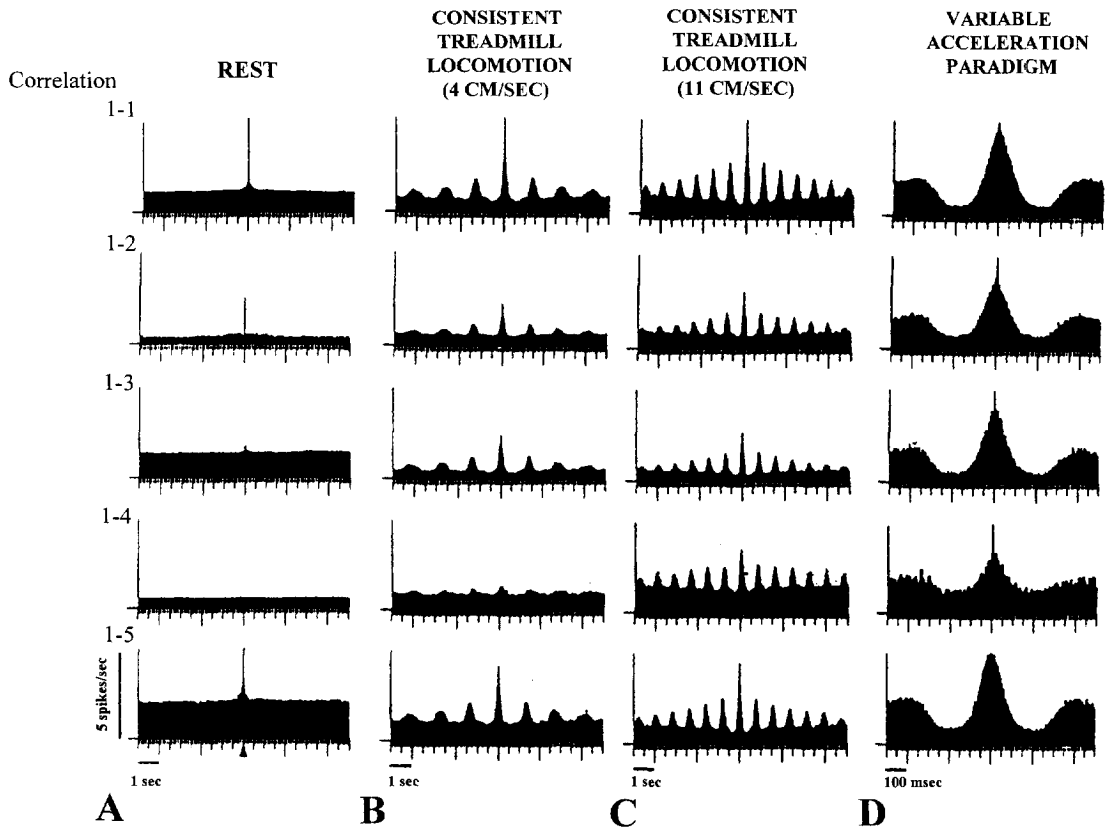 CONSISTENT
TREADMILL
LOCOMOTION
(4 CM/SEC)
CONSISTENT
TREADMILL
LOCOMOTION
(11 CM/SEC)
VARIABLE
ACCELERATION
PARADIGM
Correlation
REST
1-1
1-2
1-3
1-4
1-5
5 spikes/sec
1 sec
1 sec
1 sec
100 msec
A
B
C
D